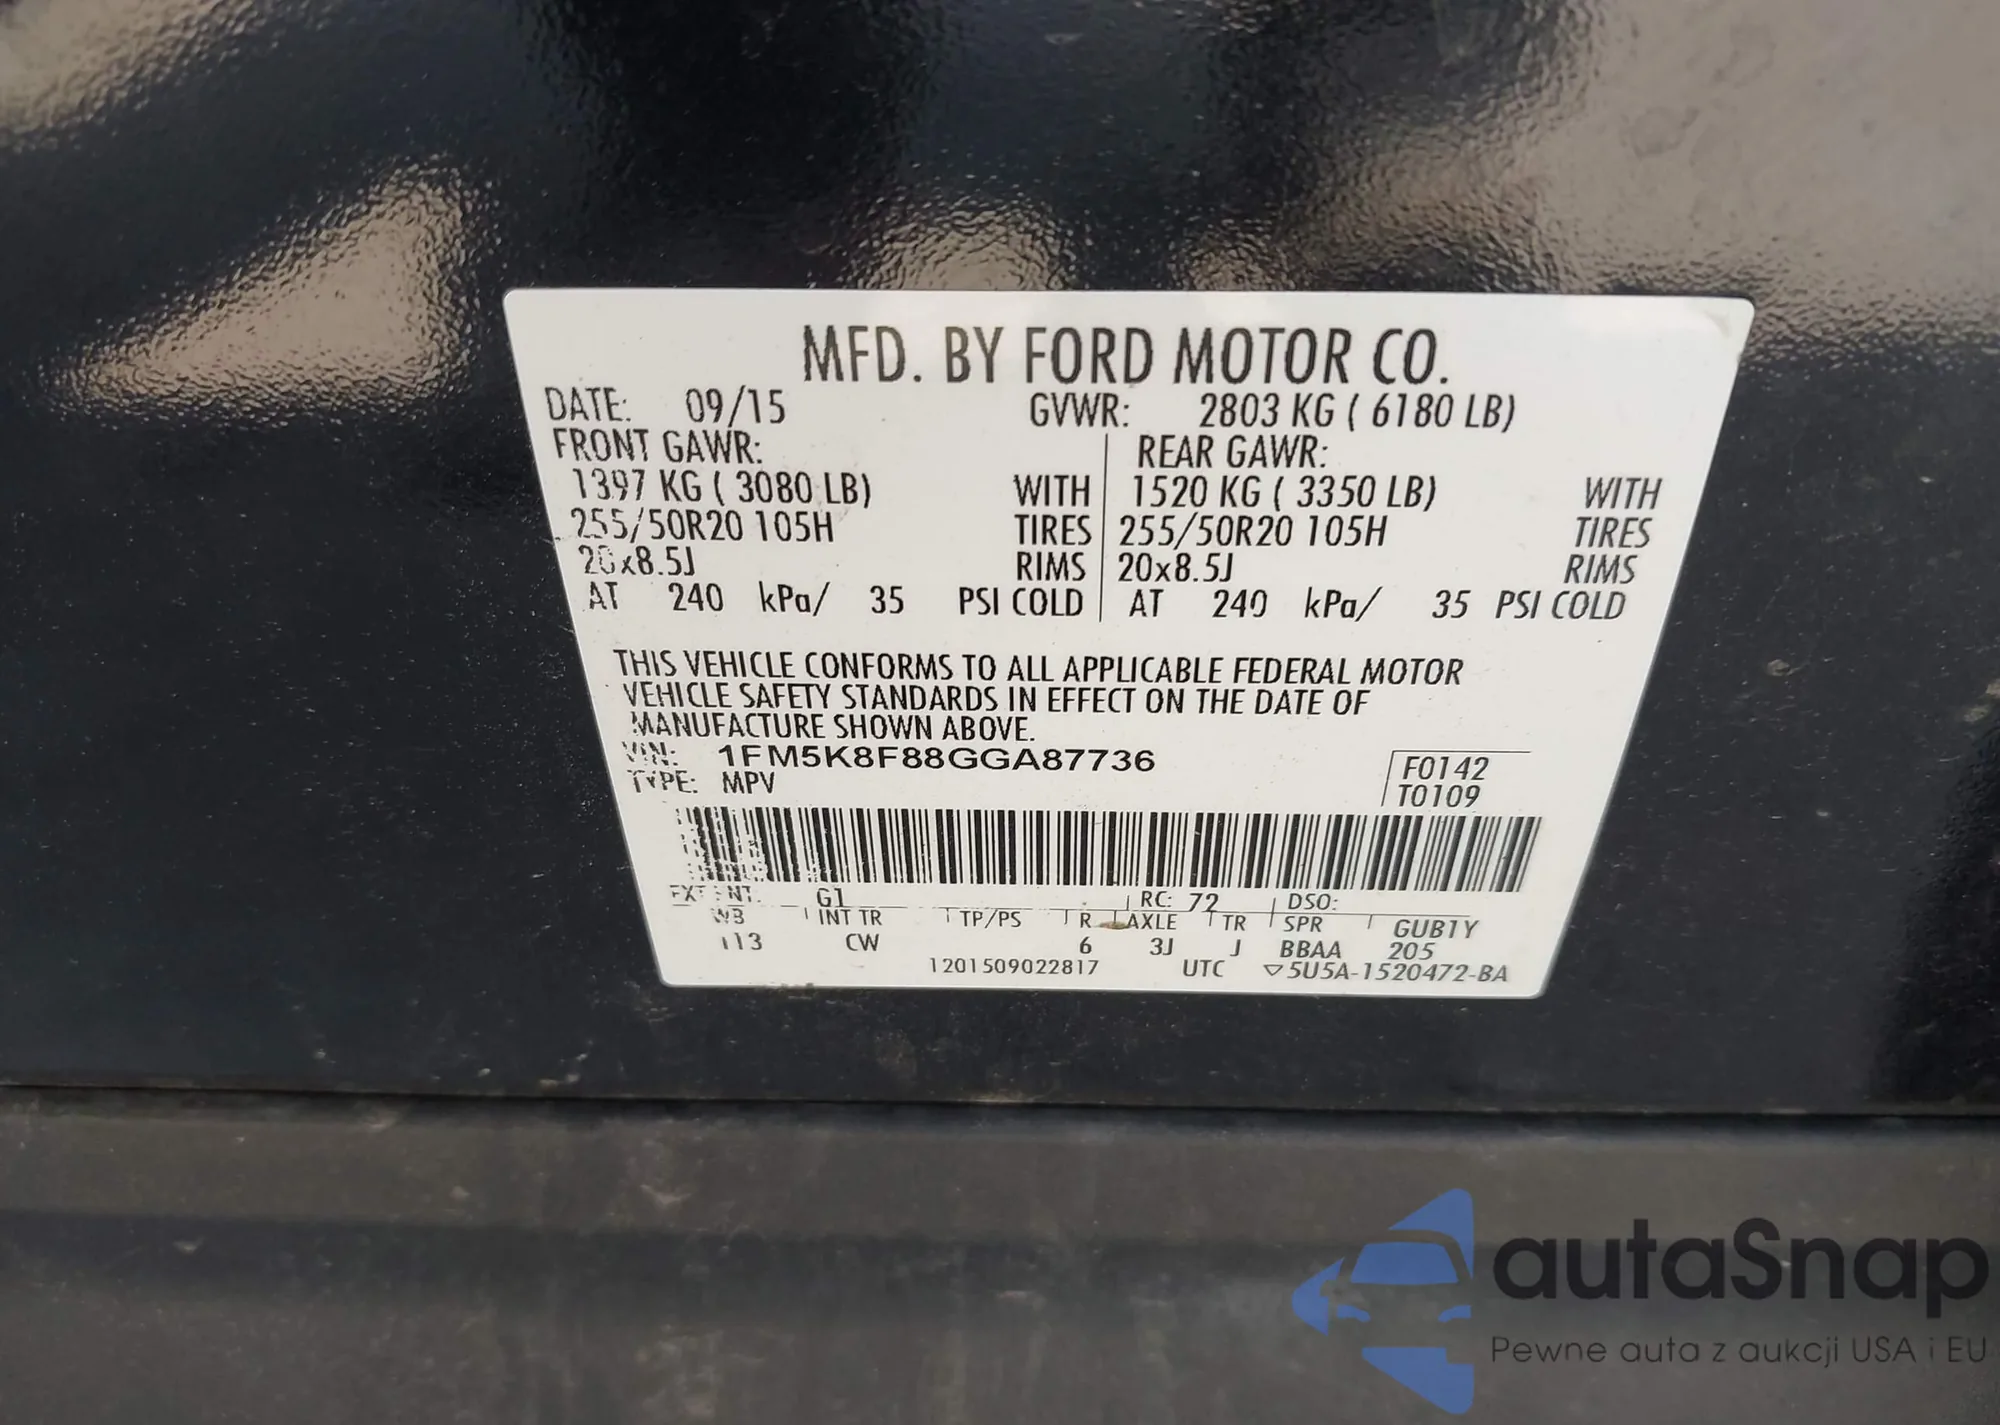 MFD. BY FORD MOTOR CO.
DATE: 09/15 GVWR: 2803 KG ( 6180 LB)
FRONT GAWR: REAR GAWR:
1397 KG ( 3080 LB) WITH 1520 KG ( 3350 LB) WITH
255/50R20 105H TIRES 255/50R20 105H TIRES
20x8.5J RIMS 20x8.5J RIMS
AT 240 kPa/ 35 PSI COLD AT 240 kPa/ 35 PSI COLD
THIS VEHICLE CONFORMS TO ALL APPLICABLE FEDERAL MOTOR
VEHICLE SAFETY STANDARDS IN EFFECT ON THE DATE OF
MANUFACTURE SHOWN ABOVE.
VIN: 1FM5K8F88GGA87736
TYPE: MPV
F0142
T0109
EXT PNT: G1 RC: 72 DSO:
WB INT TR TP/PS R AXLE TR SPR GUB1Y
113 CW 6 3J J BBAA 205
1201509022817 UTC ▽5U5A-1520472-BA
autaSnap
Pewne auta z aukcji USA i EU